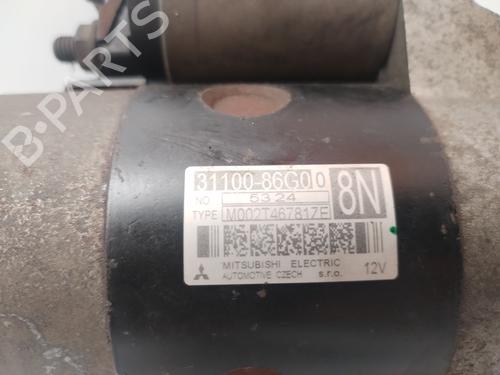 B-PARTS
31100-86G00
8N
NO 5324
TYPE M002T46781ZE
MITSUBISHI ELECTRIC
AUTOMOTIVE CZECH s.r.o. 12V